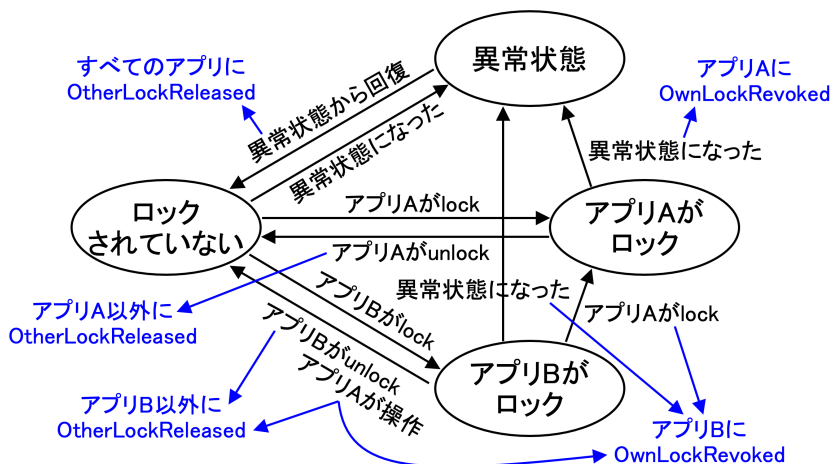 異常状態
すべてのアプリに
OtherLockReleased
アプリAに
OwnLockRevoked
異常状態から回復
異常状態になった
異常状態になった
ロック
されていない
アプリAがlock
アプリAがunlock
アプリAが
ロック
異常状態になった
アプリAがlock
アプリBがlock
アプリA以外に
OtherLockReleased
アプリBがunlock
アプリAが操作
アプリBが
ロック
アプリB以外に
OtherLockReleased
アプリBに
OwnLockRevoked